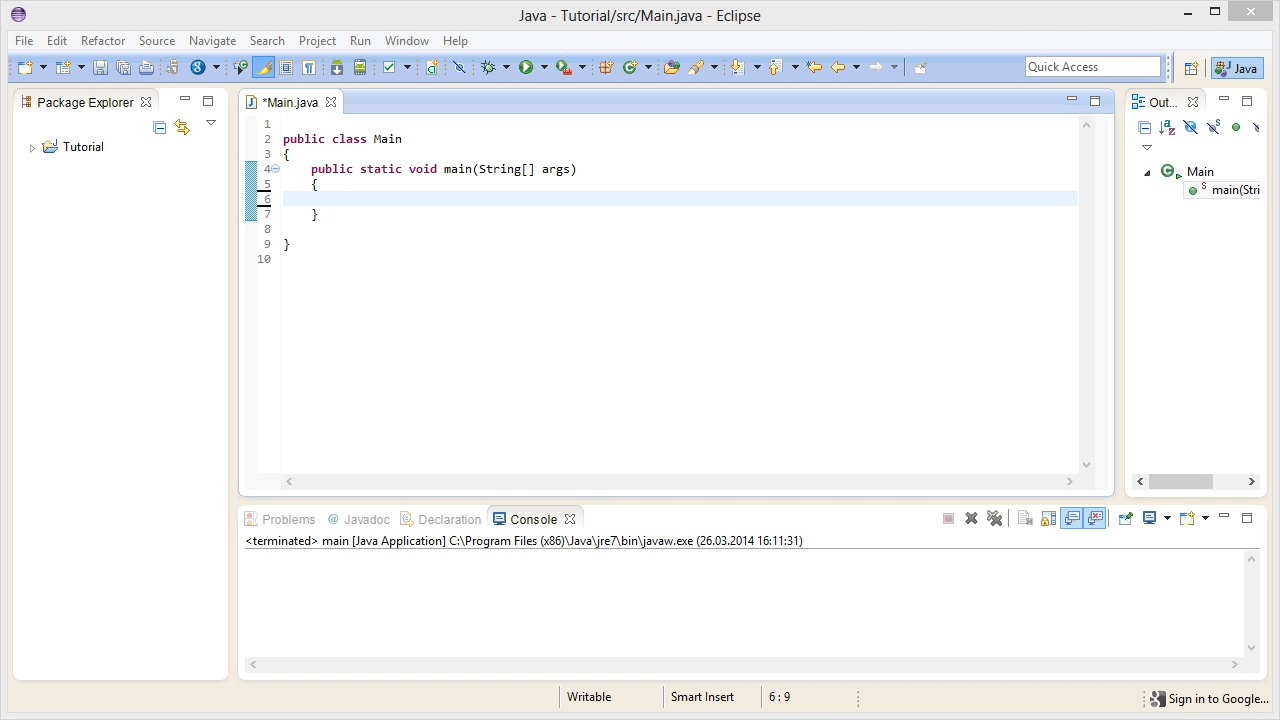 Java - Tutorial/src/Main.java - Eclipse
File Edit Refactor Source Navigate Search Project Run Window Help
Quick Access
Java
Package Explorer
Tutorial
*Main.java
1
2 public class Main
3 {
4 public static void main(String[] args)
5 {
6
7 }
8
9 }
10
Out...
Main
main(Stri
Problems @ Javadoc Declaration Console
<terminated> main [Java Application] C:\Program Files (x86)\Java\jre7\bin\javaw.exe (26.03.2014 16:11:31)
Writable Smart Insert 6 : 9 Sign in to Google...